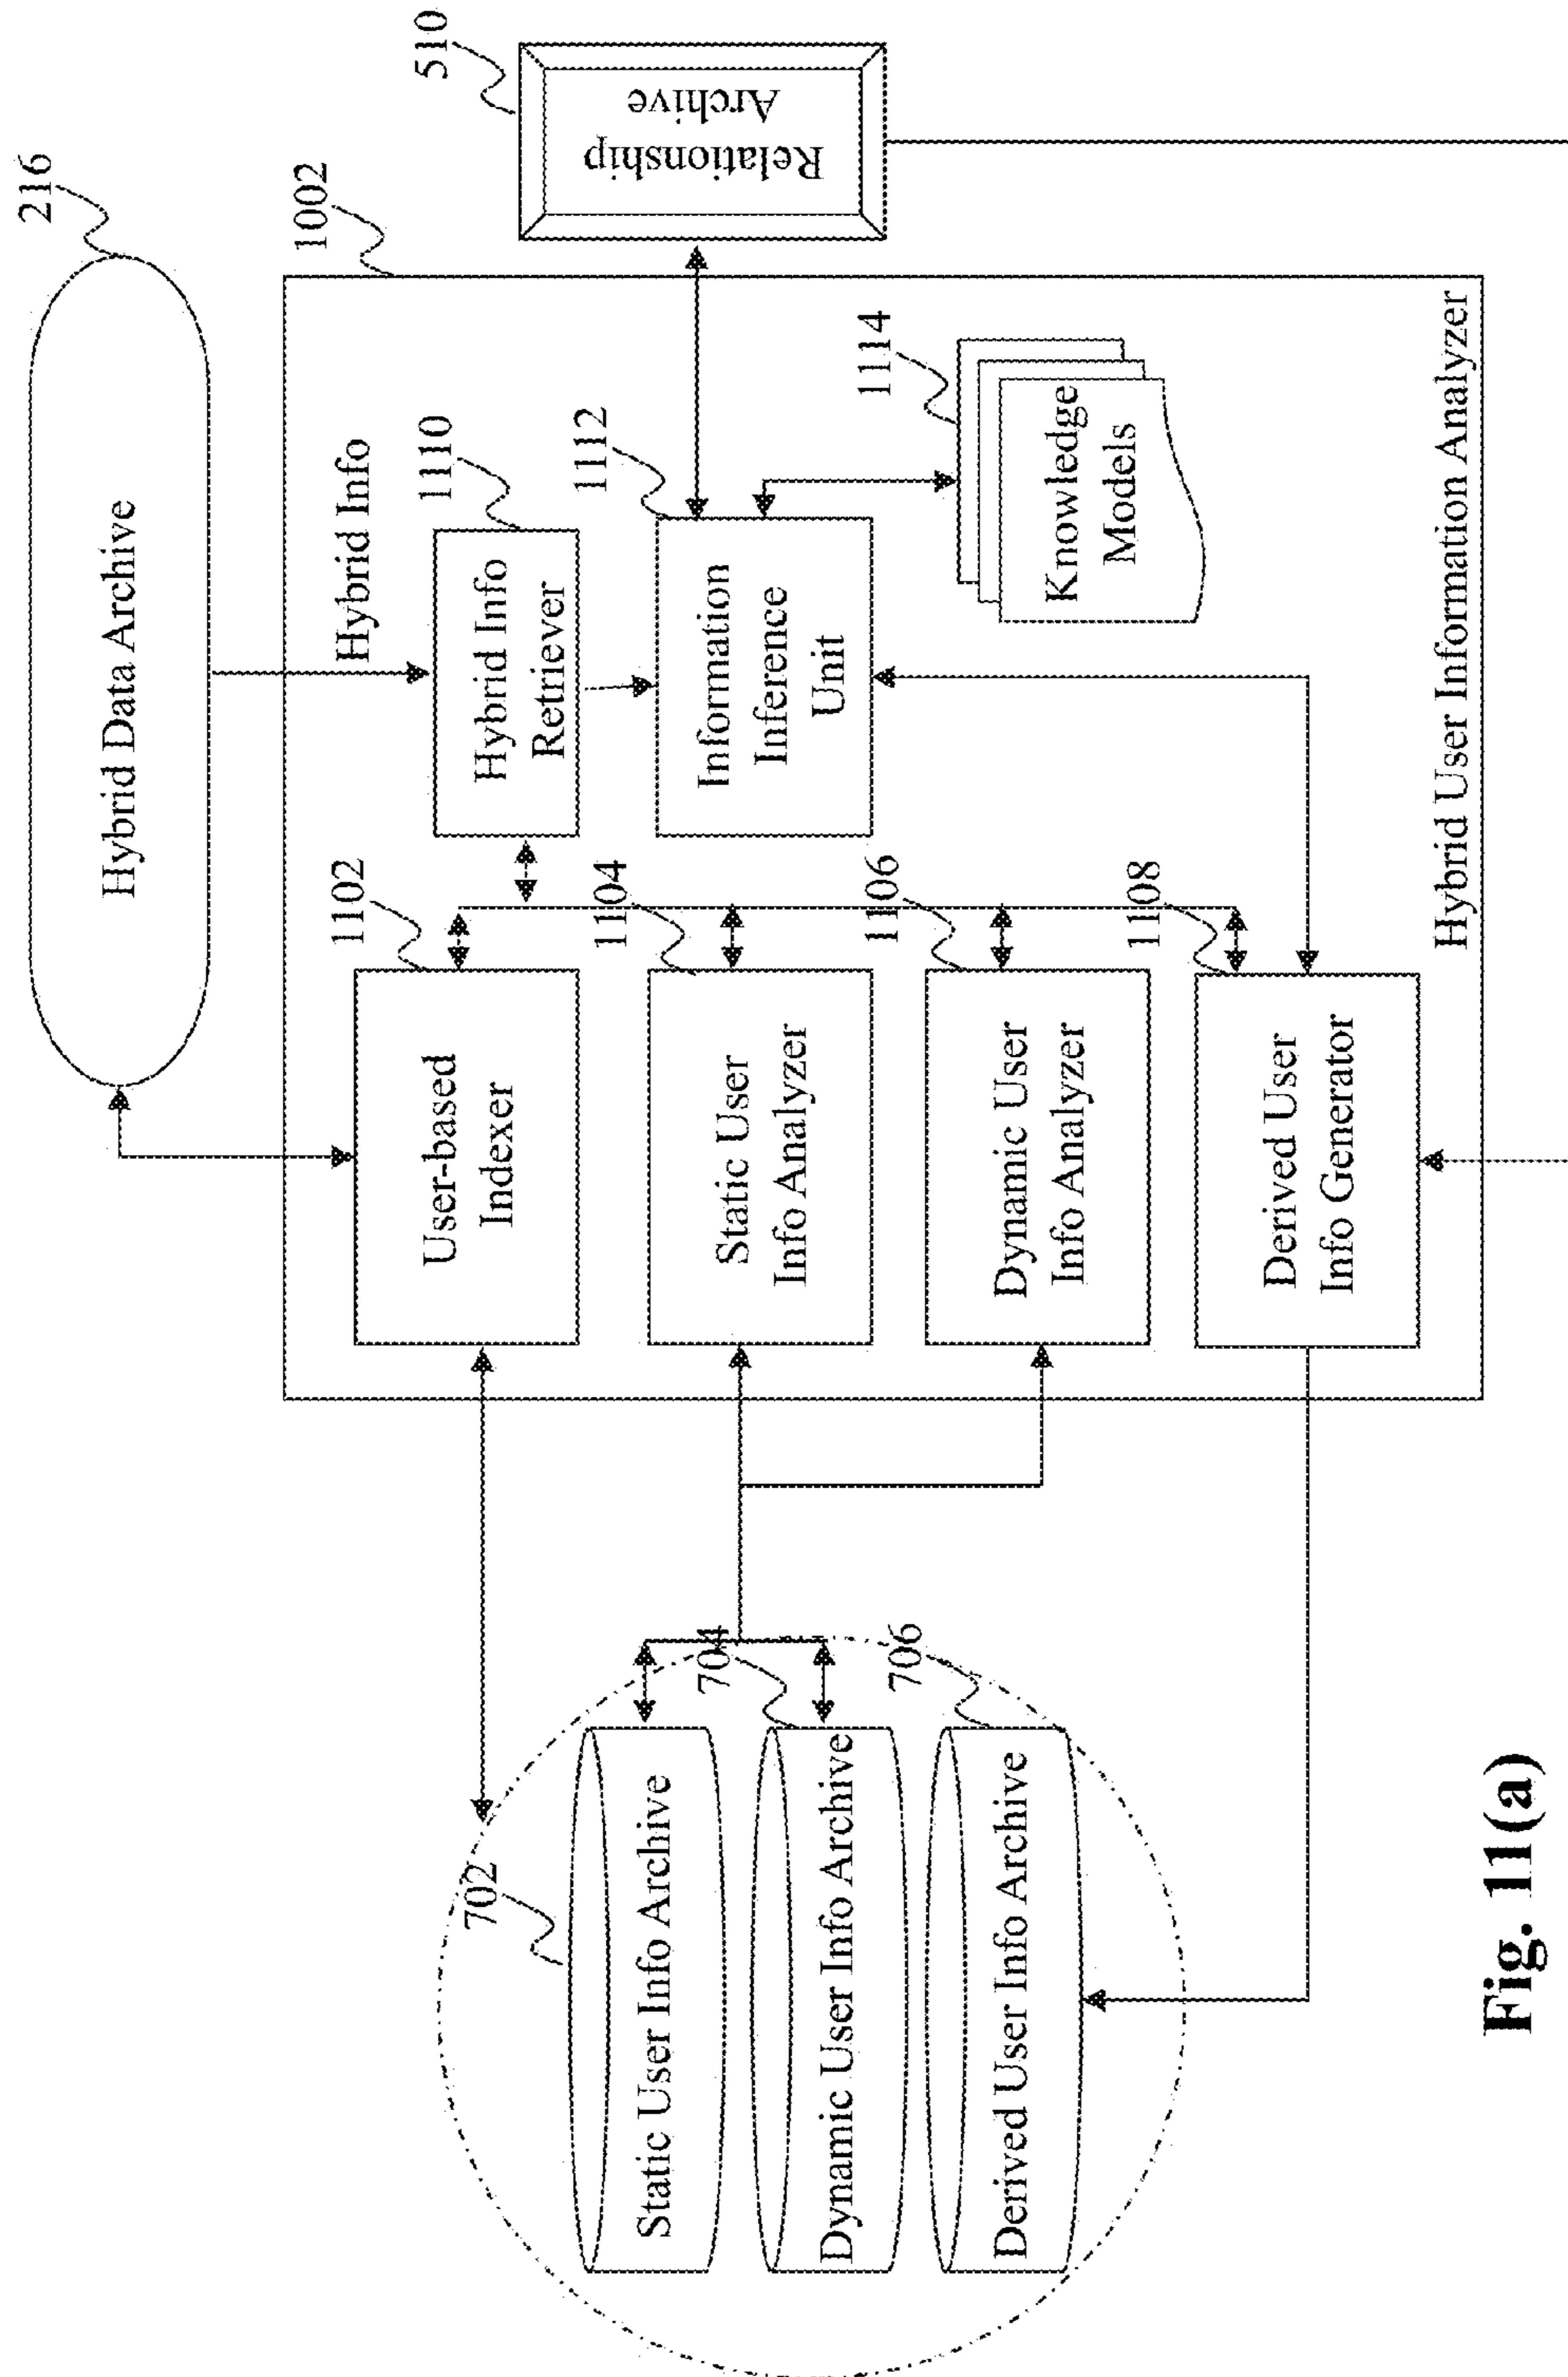 216
Hybrid Data Archive
1002
510
Relationship
Archive
Hybrid Info
1102
1110
User-based
Indexer
Hybrid Info
Retriever
702
1104
1112
Static User Info Archive
Static User
Info Analyzer
Information
Inference
Unit
704
1106
1114
Dynamic User Info Archive
Dynamic User
Info Analyzer
Knowledge
Models
706
1108
Derived User Info Archive
Derived User
Info Generator
Hybrid User Information Analyzer
Fig. 11(a)